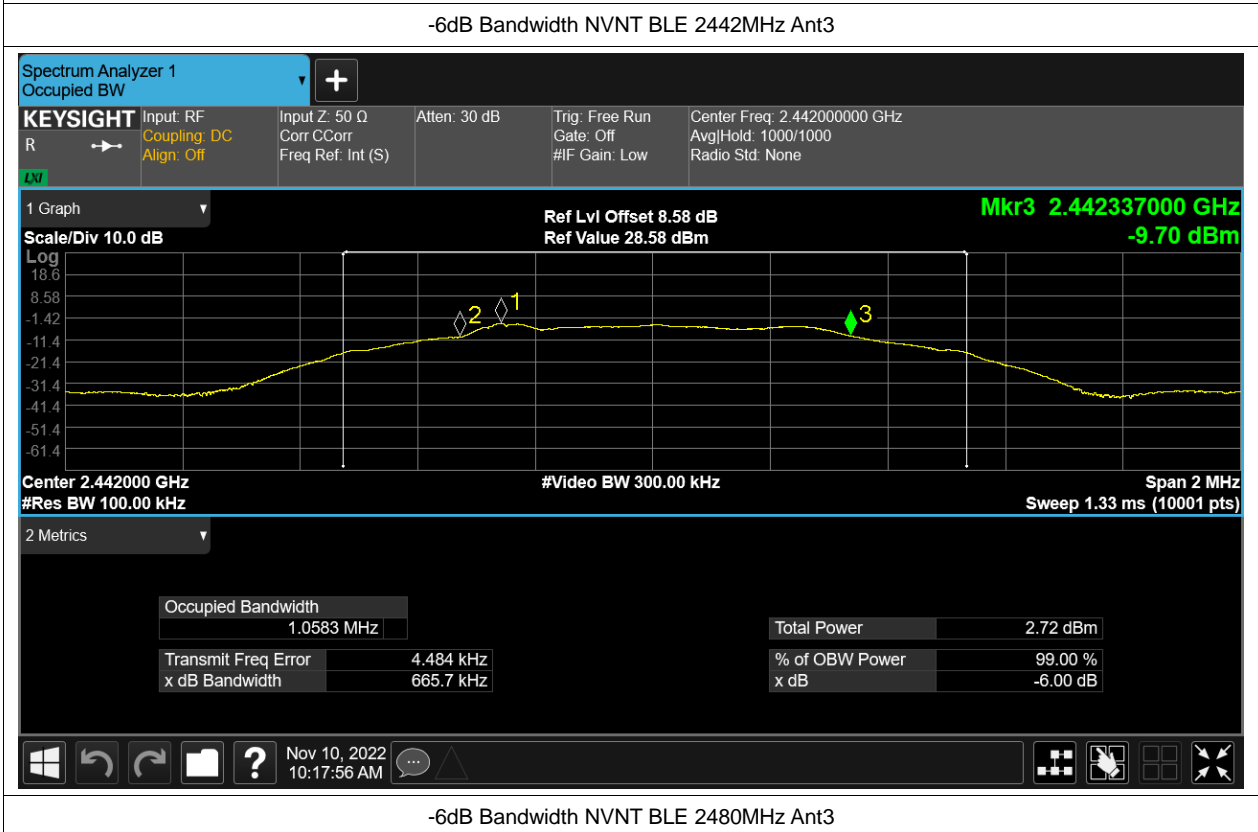 -6dB Bandwidth NVNT BLE 2442MHz Ant3
Spectrum Analyzer 1
Occupied BW
+
KEYSIGHT
R
LXI
Input: RF
Coupling: DC
Align: Off
Input Z: 50 Ω
Corr CCorr
Freq Ref: Int (S)
Atten: 30 dB
Trig: Free Run
Gate: Off
#IF Gain: Low
Center Freq: 2.442000000 GHz
Avg|Hold: 1000/1000
Radio Std: None
1 Graph
Scale/Div 10.0 dB
Ref Lvl Offset 8.58 dB
Ref Value 28.58 dBm
Mkr3 2.442337000 GHz
-9.70 dBm
Log
18.6
8.58
-1.42
-11.4
-21.4
-31.4
-41.4
-51.4
-61.4
2
1
3
Center 2.442000 GHz
#Video BW 300.00 kHz
Span 2 MHz
#Res BW 100.00 kHz
Sweep 1.33 ms (10001 pts)
2 Metrics
Occupied Bandwidth
1.0583 MHz
Total Power 2.72 dBm
Transmit Freq Error 4.484 kHz
% of OBW Power 99.00 %
x dB Bandwidth 665.7 kHz
x dB -6.00 dB
?
Nov 10, 2022
10:17:56 AM
-6dB Bandwidth NVNT BLE 2480MHz Ant3